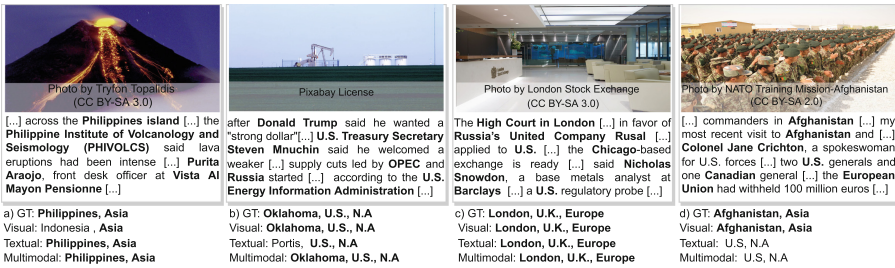 Photo by Tryfon Topalidis
(CC BY-SA 3.0)
[...] across the Philippines island [...] the
Philippine Institute of Volcanology and
Seismology (PHIVOLCS) said lava
eruptions had been intense [...] Purita
Araojo, front desk officer at Vista Al
Mayon Pensionne [...]
a) GT: Philippines, Asia
Visual: Indonesia , Asia
Textual: Philippines, Asia
Multimodal: Philippines, Asia
Pixabay License
after Donald Trump said he wanted a
"strong dollar"[...] U.S. Treasury Secretary
Steven Mnuchin said he welcomed a
weaker [...] supply cuts led by OPEC and
Russia started [...] according to the U.S.
Energy Information Administration [...]
b) GT: Oklahoma, U.S., N.A
Visual: Oklahoma, U.S., N.A
Textual: Portis, U.S., N.A
Multimodal: Oklahoma, U.S., N.A
Photo by London Stock Exchange
(CC BY-SA 3.0)
The High Court in London [...] in favor of
Russia's United Company Rusal [...]
applied to U.S. [...] the Chicago-based
exchange is ready [...] said Nicholas
Snowdon, a base metals analyst at
Barclays [...] a U.S. regulatory probe [...]
c) GT: London, U.K., Europe
Visual: London, U.K., Europe
Textual: London, U.K., Europe
Multimodal: London, U.K., Europe
Photo by NATO Training Mission-Afghanistan
(CC BY-SA 2.0)
[...] commanders in Afghanistan [...] my
most recent visit to Afghanistan and [...]
Colonel Jane Crichton, a spokeswoman
for U.S. forces [...] two U.S. generals and
one Canadian general [...] the European
Union had withheld 100 million euros [...]
d) GT: Afghanistan, Asia
Visual: Afghanistan, Asia
Textual: U.S, N.A
Multimodal: U.S, N.A